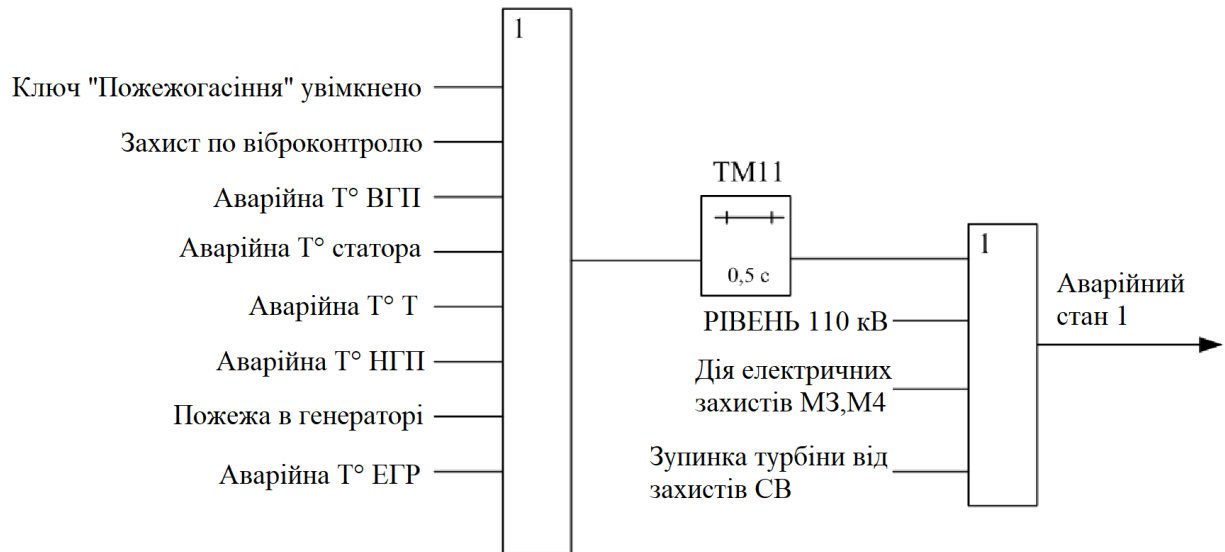 1
Ключ "Пожежогасіння" увімкнено
Захист по віброконтролю
Аварійна Т° ВГП
Аварійна Т° статора
Аварійна Т° Т
Аварійна Т° НГП
Пожежа в генераторі
Аварійна Т° ЕГР
ТМ11
0,5 с
1
РІВЕНЬ 110 кВ
Дія електричних
захистів МЗ,М4
Зупинка турбіни від
захистів СВ
Аварійний
стан 1